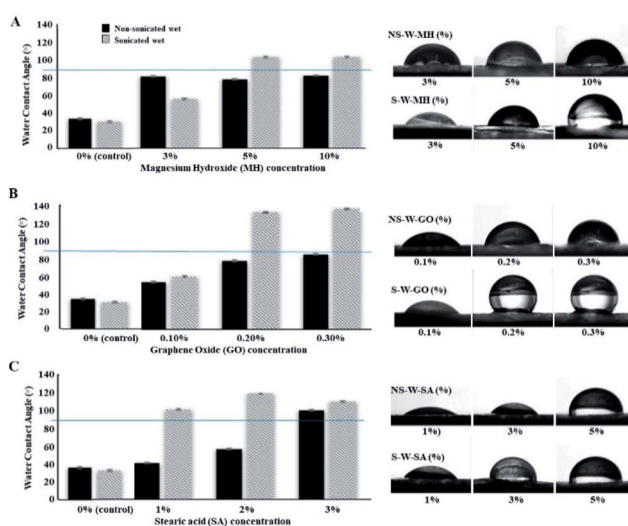 A
140
120
100
80
60
40
20
0
Water Contact Angle (°)
Non-sonicated wet
Sonicated wet
0% (control) 3% 5% 10%
Magnesium Hydroxide (MH) concentration
NS-W-MH (%)
3% 5% 10%
S-W-MH (%)
3% 5% 10%
B
140
120
100
80
60
40
20
0
Water Contact Angle (°)
0% (control) 0.10% 0.20% 0.30%
Graphene Oxide (GO) concentration
NS-W-GO (%)
0.1% 0.2% 0.3%
S-W-GO (%)
0.1% 0.2% 0.3%
C
140
120
100
80
60
40
20
0
Water Contact Angle (°)
0% (control) 1% 2% 3%
Stearic acid (SA) concentration
NS-W-SA (%)
1%) 3% 5%
S-W-SA (%)
1% 3% 5%